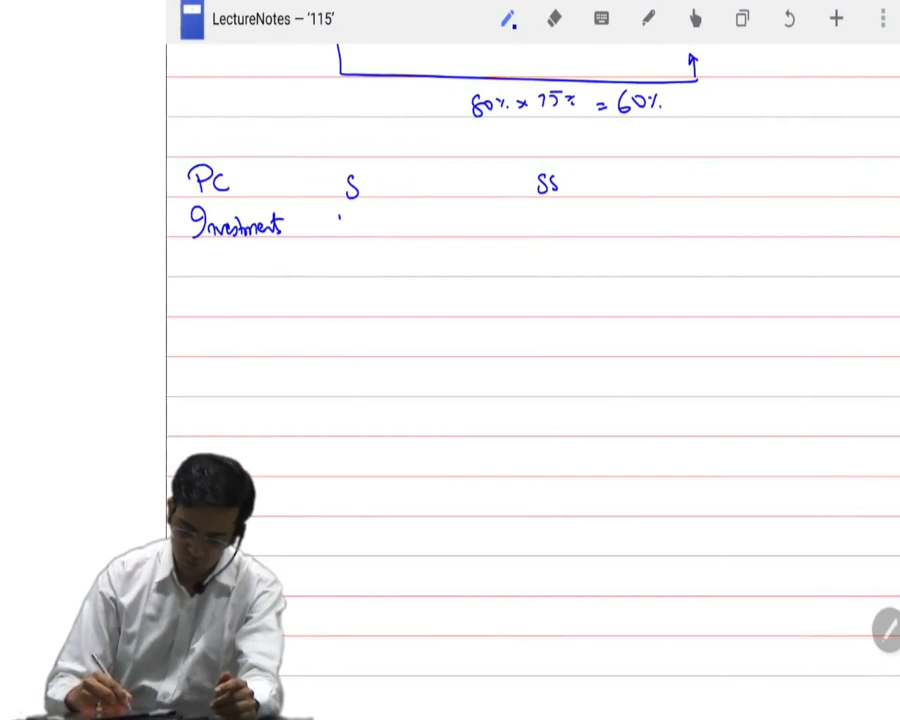 LectureNotes – ‘115’
80% × 75% = 60%
PC S SS
Investment